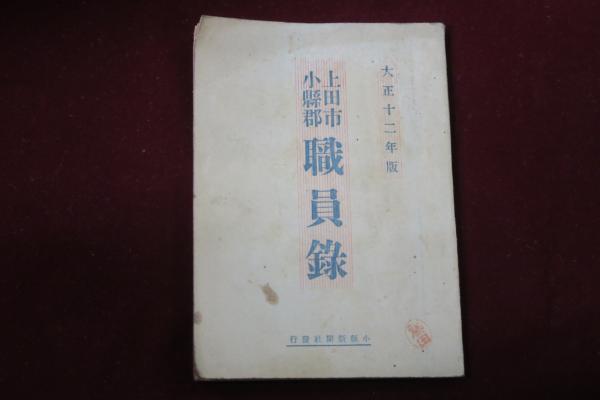 大正十二年版
上田市
小縣郡
職員錄
小縣新聞社發行